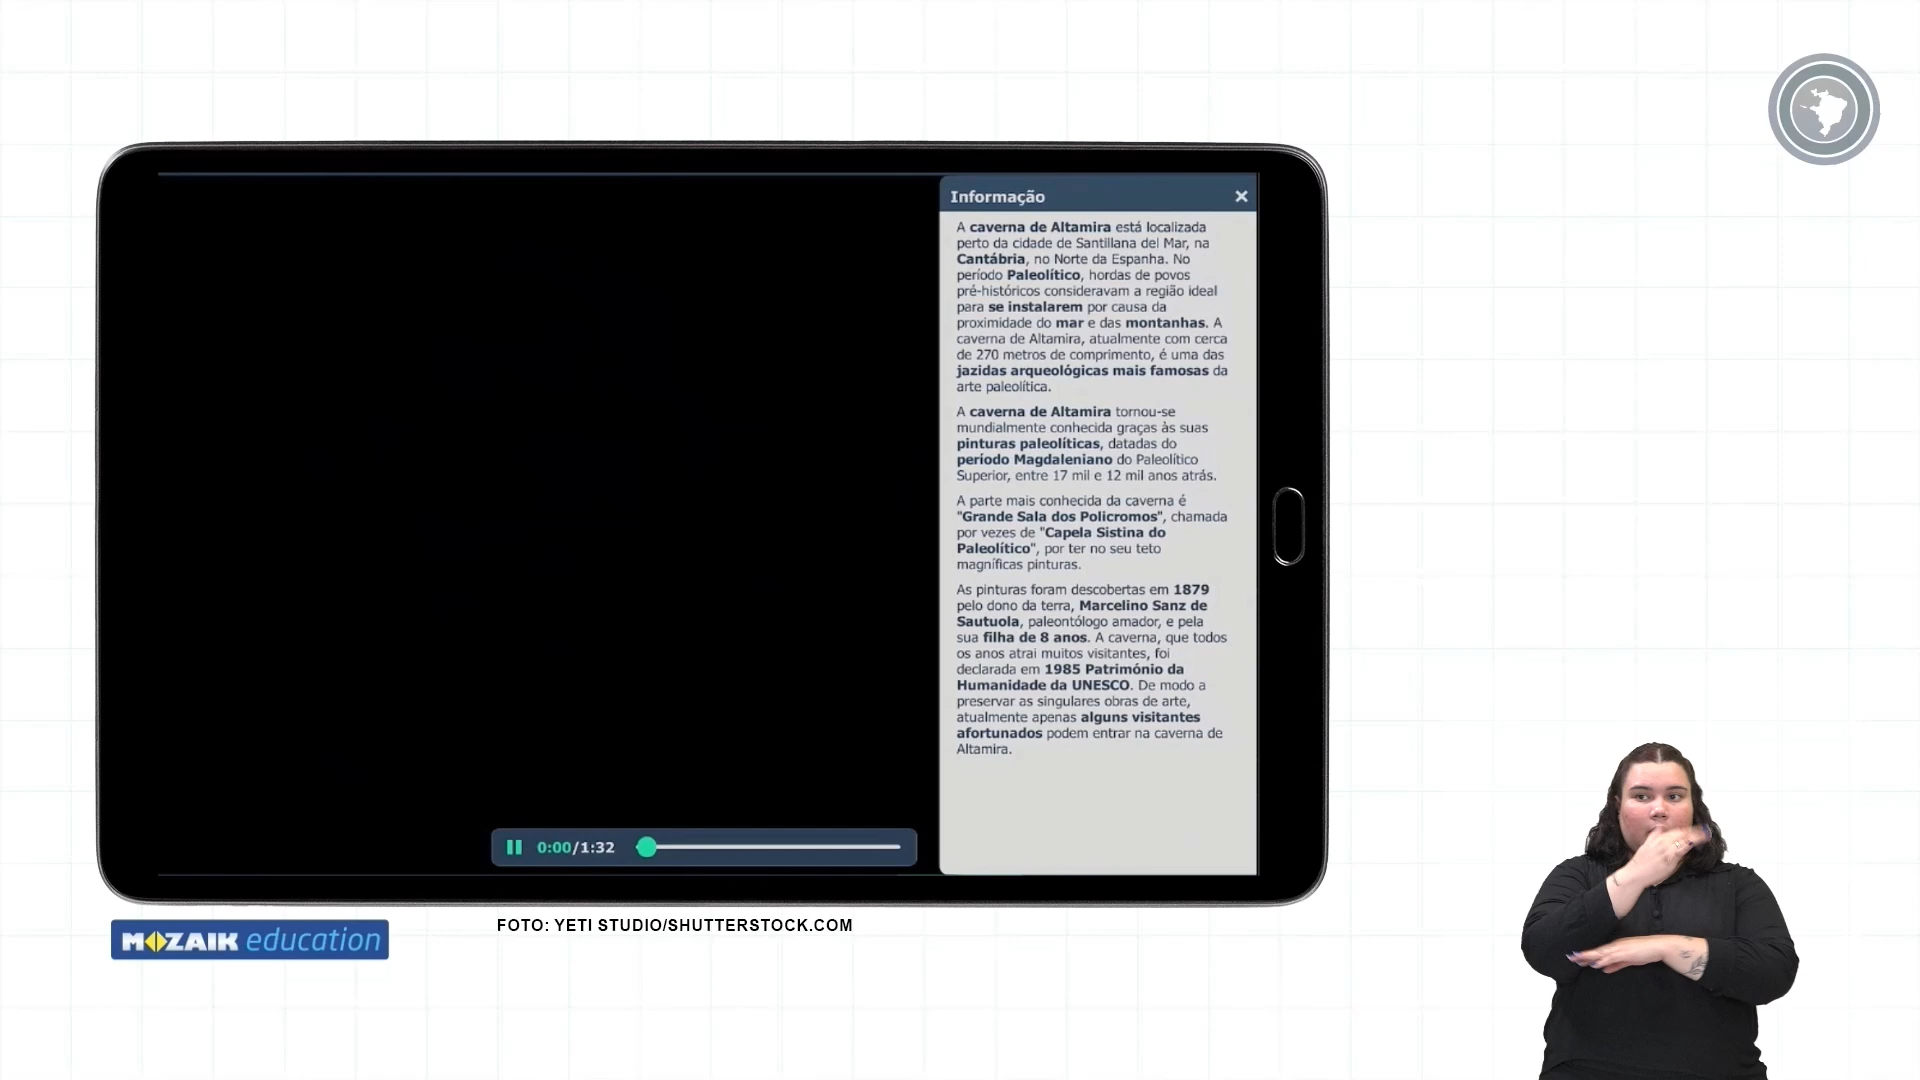 Informação
A caverna de Altamira está localizada
perto da cidade de Santillana del Mar, na
Cantábria, no Norte da Espanha. No
período Paleolítico, hordas de povos
pré-históricos consideravam a região ideal
para se instalarem por causa da
proximidade do mar e das montanhas. A
caverna de Altamira, atualmente com cerca
de 270 metros de comprimento, é uma das
jazidas arqueológicas mais famosas da
arte paleolítica.
A caverna de Altamira tornou-se
mundialmente conhecida graças às suas
pinturas paleolíticas, datadas do
período Magdaleniano do Paleolítico
Superior, entre 17 mil e 12 mil anos atrás.
A parte mais conhecida da caverna é
"Grande Sala dos Policromos", chamada
por vezes de "Capela Sistina do
Paleolítico", por ter no seu teto
magníficas pinturas.
As pinturas foram descobertas em 1879
pelo dono da terra, Marcelino Sanz de
Sautuola, paleontólogo amador, e pela
sua filha de 8 anos. A caverna, que todos
os anos atrai muitos visitantes, foi
declarada em 1985 Património da
Humanidade da UNESCO. De modo a
preservar as singulares obras de arte,
atualmente apenas alguns visitantes
afortunados podem entrar na caverna de
Altamira.
0:00/1:32
MOZAIK education
FOTO: YETI STUDIO/SHUTTERSTOCK.COM